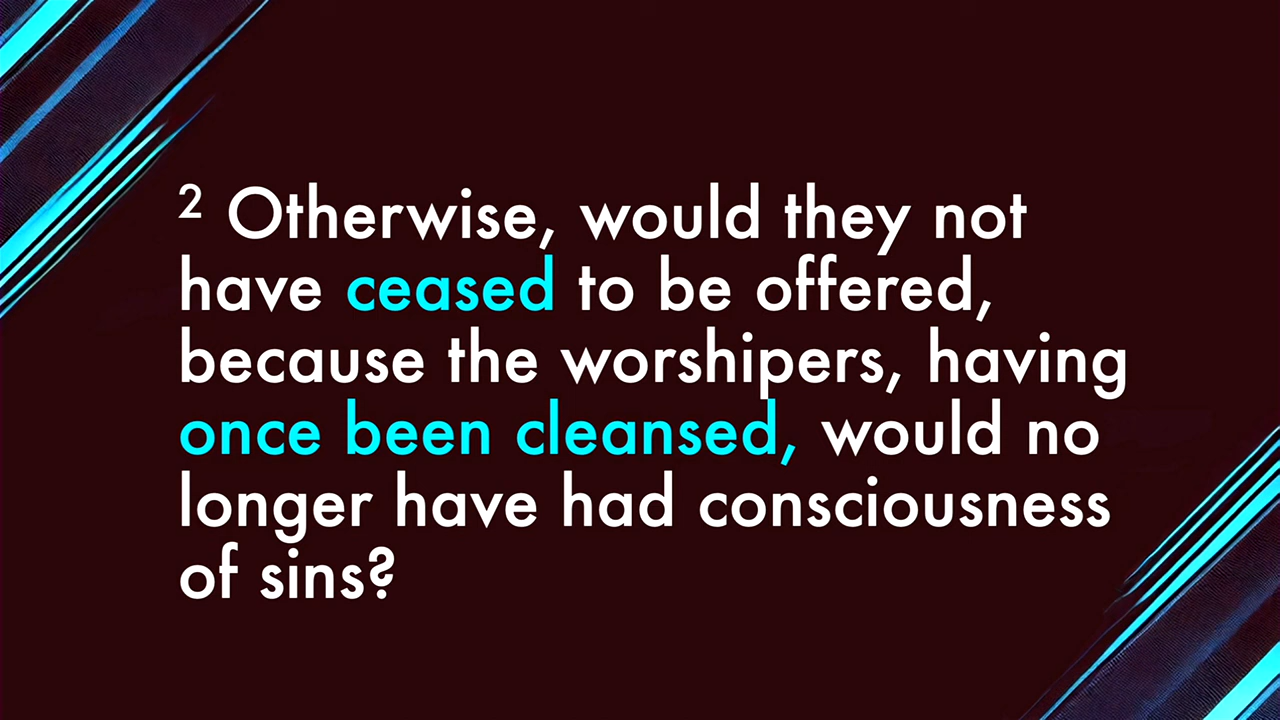 ² Otherwise, would they not
have ceased to be offered,
because the worshipers, having
once been cleansed, would no
longer have had consciousness
of sins?